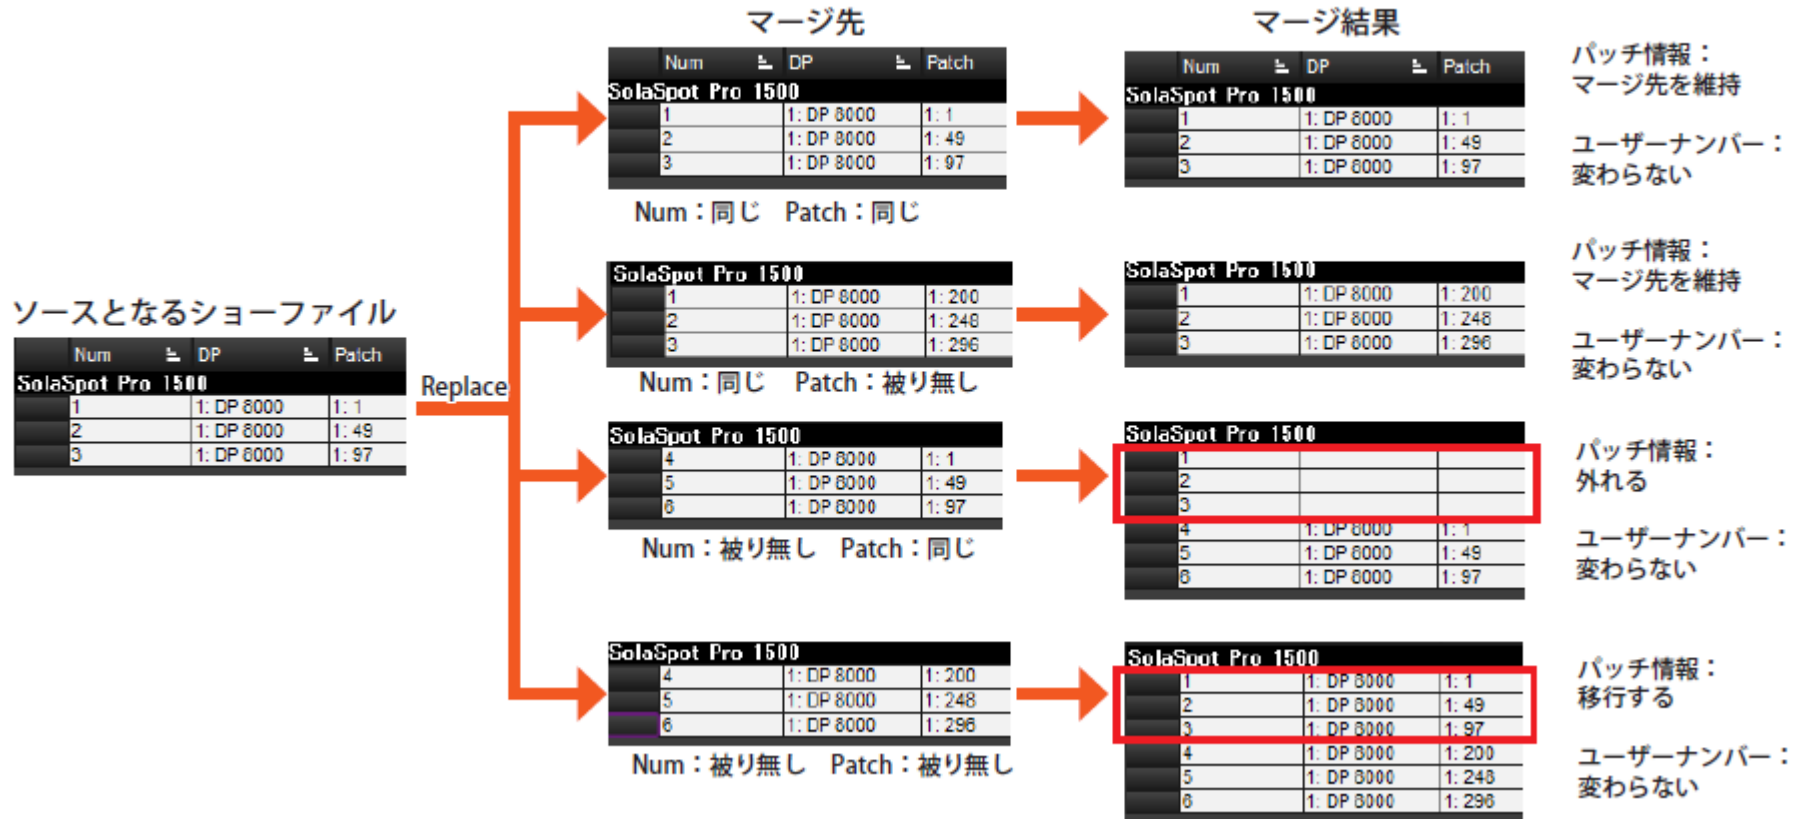 マージ先
マージ結果
Num DP Patch
SolaSpot Pro 1500
1 1: DP 8000 1: 1
2 1: DP 8000 1: 49
3 1: DP 8000 1: 97
Num：同じ Patch：同じ
Num DP Patch
SolaSpot Pro 1500
1 1: DP 8000 1: 1
2 1: DP 8000 1: 49
3 1: DP 8000 1: 97
パッチ情報：
マージ先を維持
ユーザーナンバー：
変わらない
SolaSpot Pro 1500
1 1: DP 8000 1: 200
2 1: DP 8000 1: 248
3 1: DP 8000 1: 296
Num：同じ Patch：被り無し
SolaSpot Pro 1500
1 1: DP 8000 1: 200
2 1: DP 8000 1: 248
3 1: DP 8000 1: 296
パッチ情報：
マージ先を維持
ユーザーナンバー：
変わらない
ソースとなるショーファイル
Num DP Patch
SolaSpot Pro 1500
1 1: DP 8000 1: 1
2 1: DP 8000 1: 49
3 1: DP 8000 1: 97
Replace
SolaSpot Pro 1500
4 1: DP 8000 1: 1
5 1: DP 8000 1: 49
6 1: DP 8000 1: 97
Num：被り無し Patch：同じ
SolaSpot Pro 1500
1
2
3
4 1: DP 8000 1: 1
5 1: DP 8000 1: 49
6 1: DP 8000 1: 97
パッチ情報：
外れる
ユーザーナンバー：
変わらない
SolaSpot Pro 1500
4 1: DP 8000 1: 200
5 1: DP 8000 1: 248
6 1: DP 8000 1: 296
Num：被り無し Patch：被り無し
SolaSpot Pro 1500
1 1: DP 8000 1: 1
2 1: DP 8000 1: 49
3 1: DP 8000 1: 97
4 1: DP 8000 1: 200
5 1: DP 8000 1: 248
6 1: DP 8000 1: 296
パッチ情報：
移行する
ユーザーナンバー：
変わらない